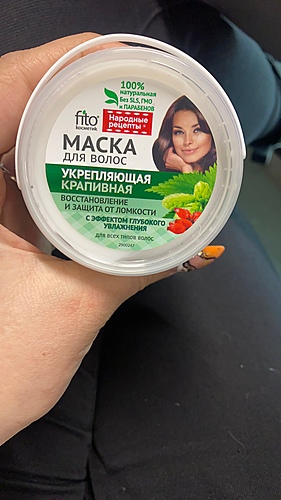 100%
натуральная
Без SLS, ГМО
и ПАРАБЕНОВ
fito
косметик
Народные
рецепты
МАСКА
ДЛЯ ВОЛОС
УКРЕПЛЯЮЩАЯ
КРАПИВНАЯ
ВОССТАНОВЛЕНИЕ
И ЗАЩИТА ОТ ЛОМКОСТИ
С ЭФФЕКТОМ ГЛУБОКОГО
УВЛАЖНЕНИЯ
для всех типов волос